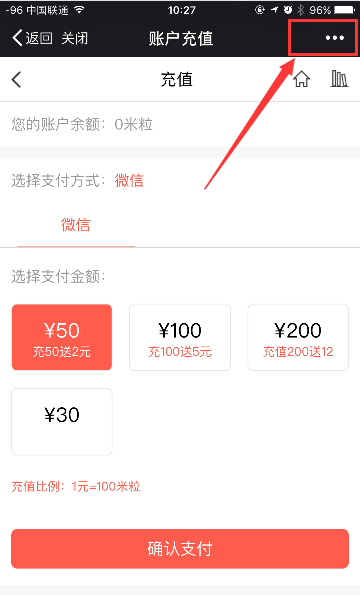 -96 中国联通 10:27 96%
返回 关闭 账户充值
充值
您的账户余额：0米粒
选择支付方式：微信
微信
选择支付金额：
¥50 ¥100 ¥200
充50送2元 充100送5元 充值200送12
¥30
充值比例：1元=100米粒
确认支付